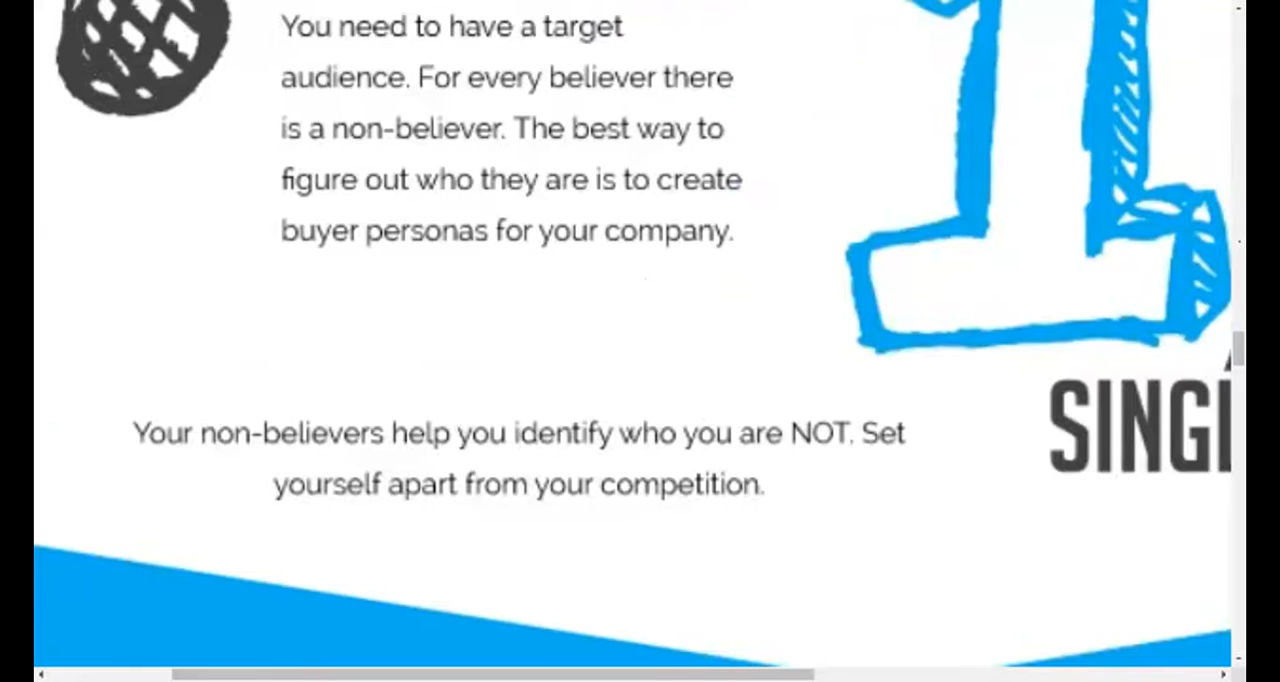 You need to have a target
audience. For every believer there
is a non-believer. The best way to
figure out who they are is to create
buyer personas for your company.
1
Your non-believers help you identify who you are NOT. Set
yourself apart from your competition.